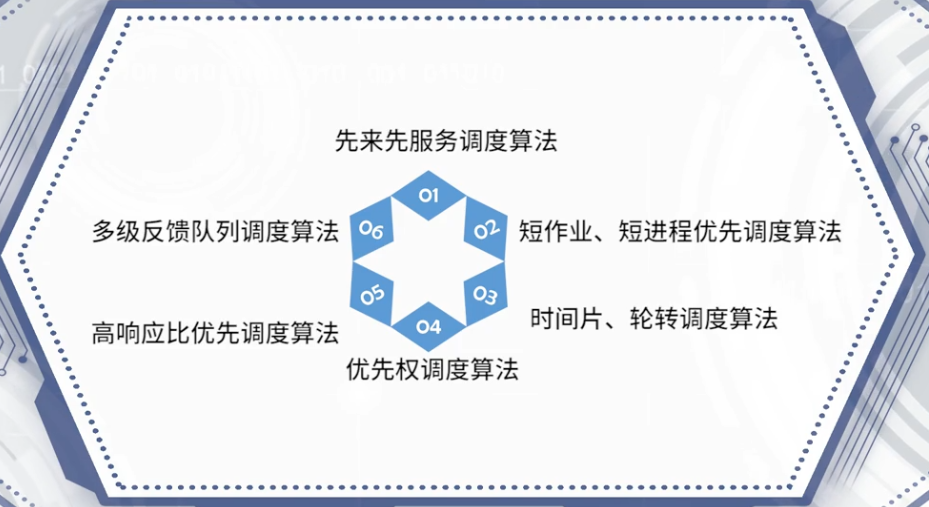 先来先服务调度算法
01
多级反馈队列调度算法
06
02
短作业、短进程优先调度算法
05
03
时间片、轮转调度算法
高响应比优先调度算法
04
优先权调度算法